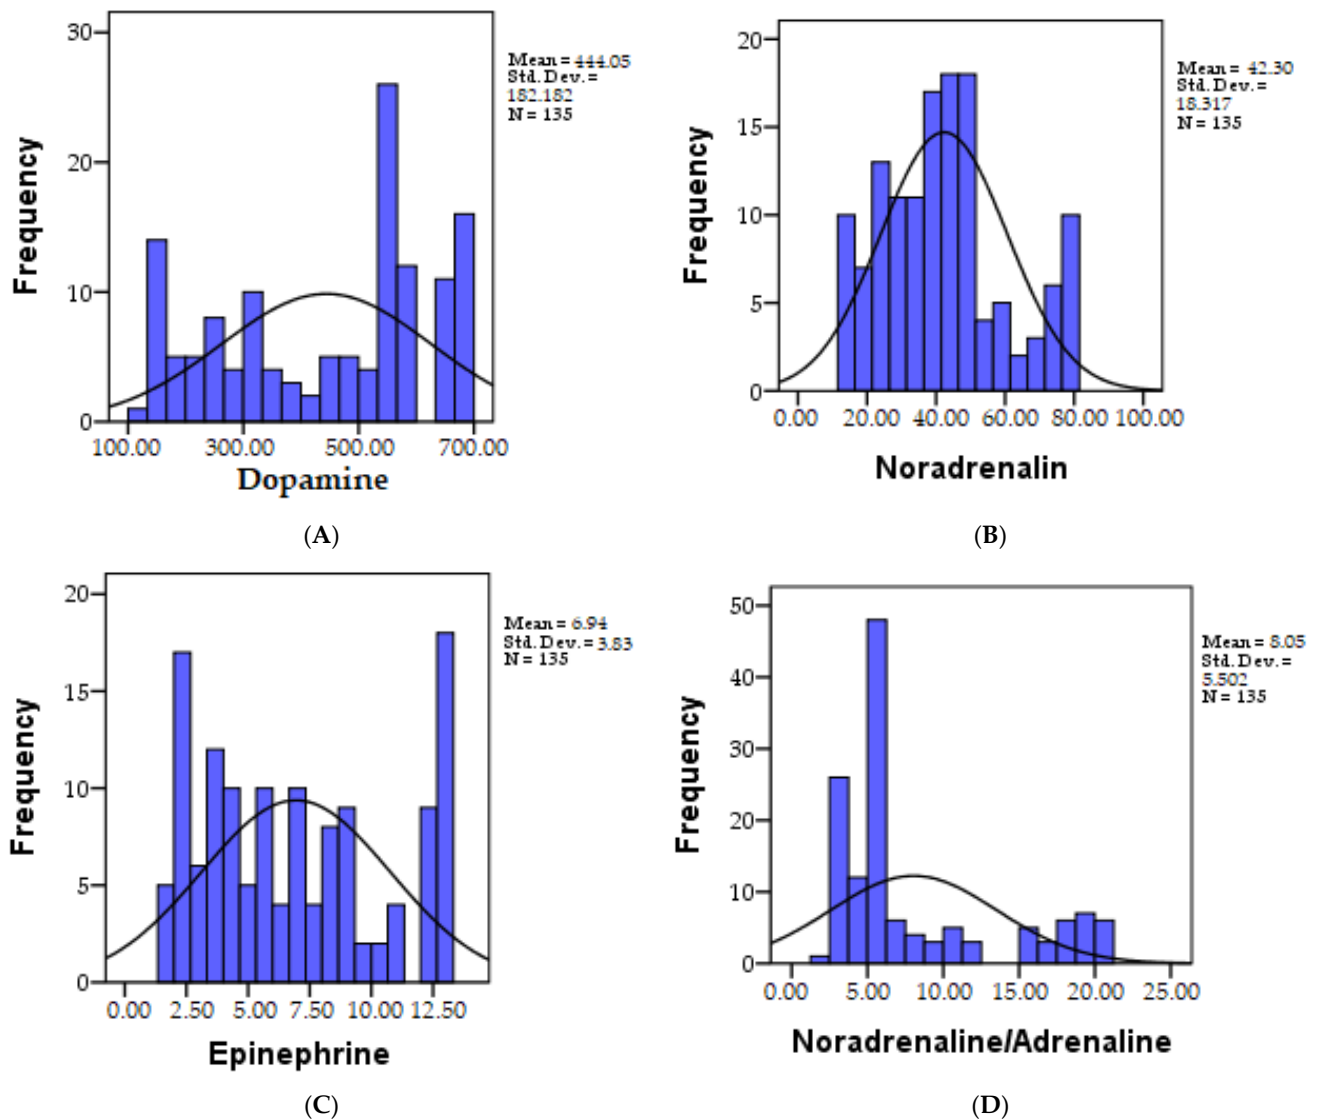 30
20
10
0
Frequency
100.00 300.00 500.00 700.00
Dopamine
Mean = 444.05
Std. Dev. =
182.182
N = 135
(A)
20
15
10
5
0
Frequency
0.00 20.00 40.00 60.00 80.00 100.00
Noradrenalin
Mean = 42.30
Std. Dev. =
18.317
N = 135
(B)
20
15
10
5
0
Frequency
0.00 2.50 5.00 7.50 10.00 12.50
Epinephrine
Mean = 6.94
Std. Dev. = 3.83
N = 135
(C)
50
40
30
20
10
0
Frequency
0.00 5.00 10.00 15.00 20.00 25.00
Noradrenaline/Adrenaline
Mean = 8.05
Std. Dev. =
5.502
N = 135
(D)